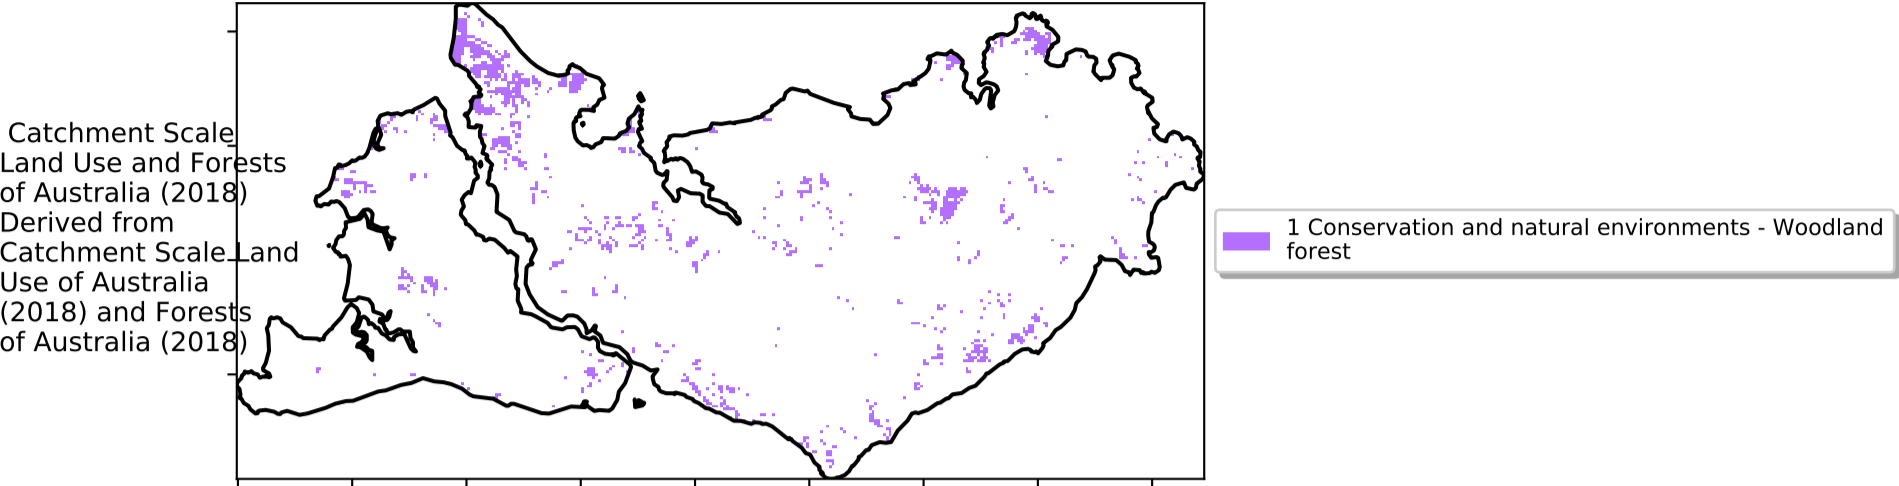 Catchment Scale
Land Use and Forests
of Australia (2018)
Derived from
Catchment Scale Land
Use of Australia
(2018) and Forests
of Australia (2018)
1 Conservation and natural environments - Woodland
forest